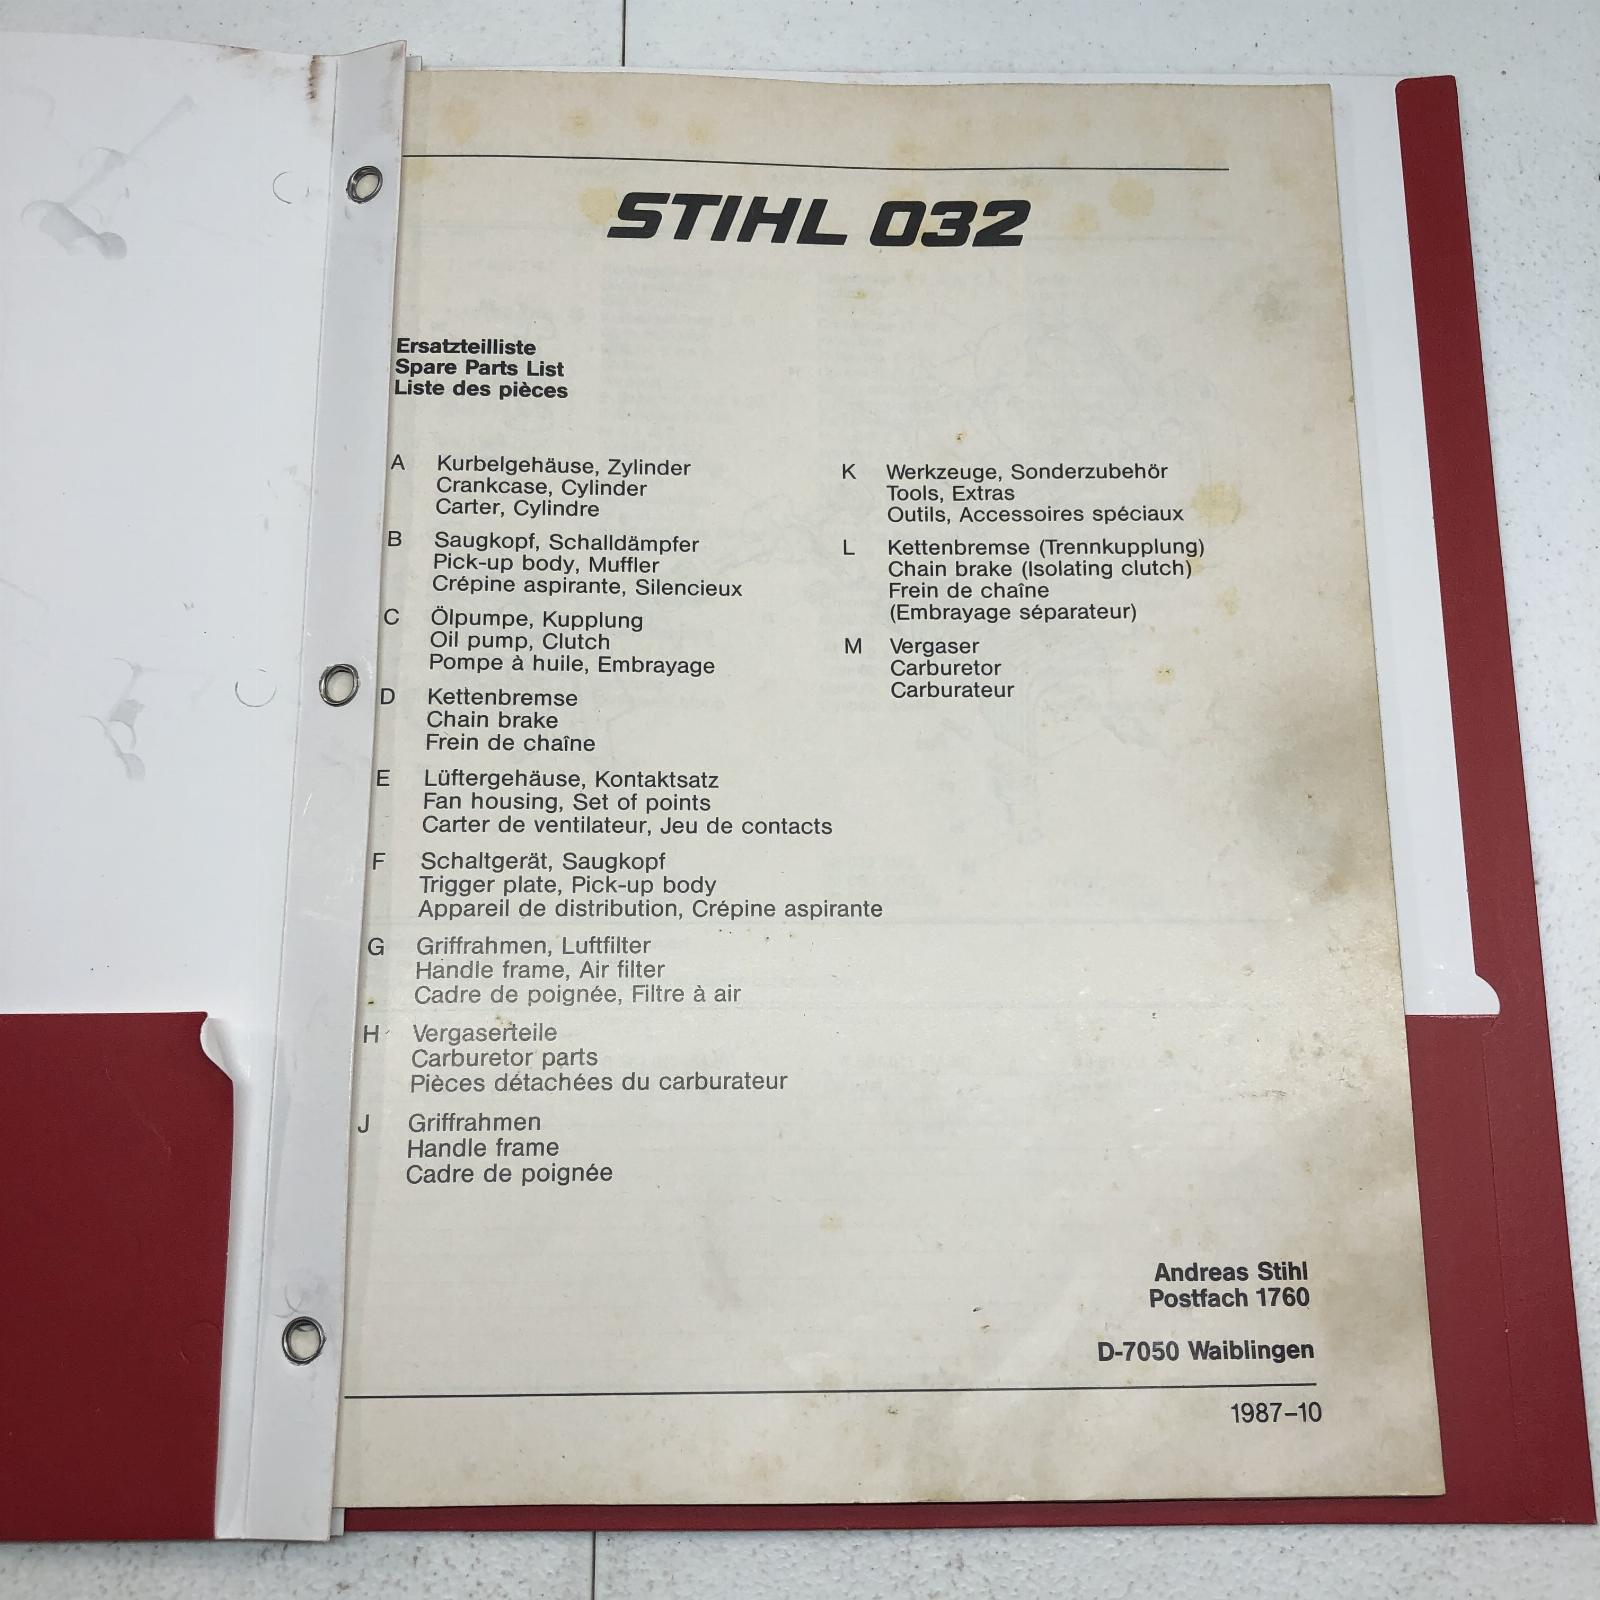 STIHL 032
Ersatzteilliste
Spare Parts List
Liste des pièces
A Kurbelgehäuse, Zylinder
Crankcase, Cylinder
Carter, Cylindre
B Saugkopf, Schalldämpfer
Pick-up body, Muffler
Crépine aspirante, Silencieux
C Ölpumpe, Kupplung
Oil pump, Clutch
Pompe à huile, Embrayage
D Kettenbremse
Chain brake
Frein de chaîne
E Lüftergehäuse, Kontaktsatz
Fan housing, Set of points
Carter de ventilateur, Jeu de contacts
F Schaltgerät, Saugkopf
Trigger plate, Pick-up body
Appareil de distribution, Crépine aspirante
G Griffrahmen, Luftfilter
Handle frame, Air filter
Cadre de poignée, Filtre à air
H Vergaserteile
Carburetor parts
Pièces détachées du carburateur
J Griffrahmen
Handle frame
Cadre de poignée
K Werkzeuge, Sonderzubehör
Tools, Extras
Outils, Accessoires spéciaux
L Kettenbremse (Trennkupplung)
Chain brake (Isolating clutch)
Frein de chaîne
(Embrayage séparateur)
M Vergaser
Carburetor
Carburateur
Andreas Stihl
Postfach 1760
D-7050 Waiblingen
1987–10